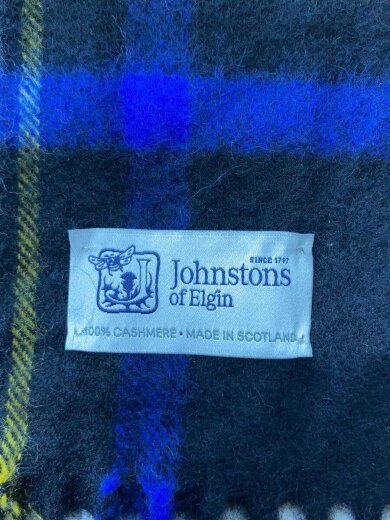 SINCE 1797
Johnstons
of Elgin
100% CASHMERE • MADE IN SCOTLAND